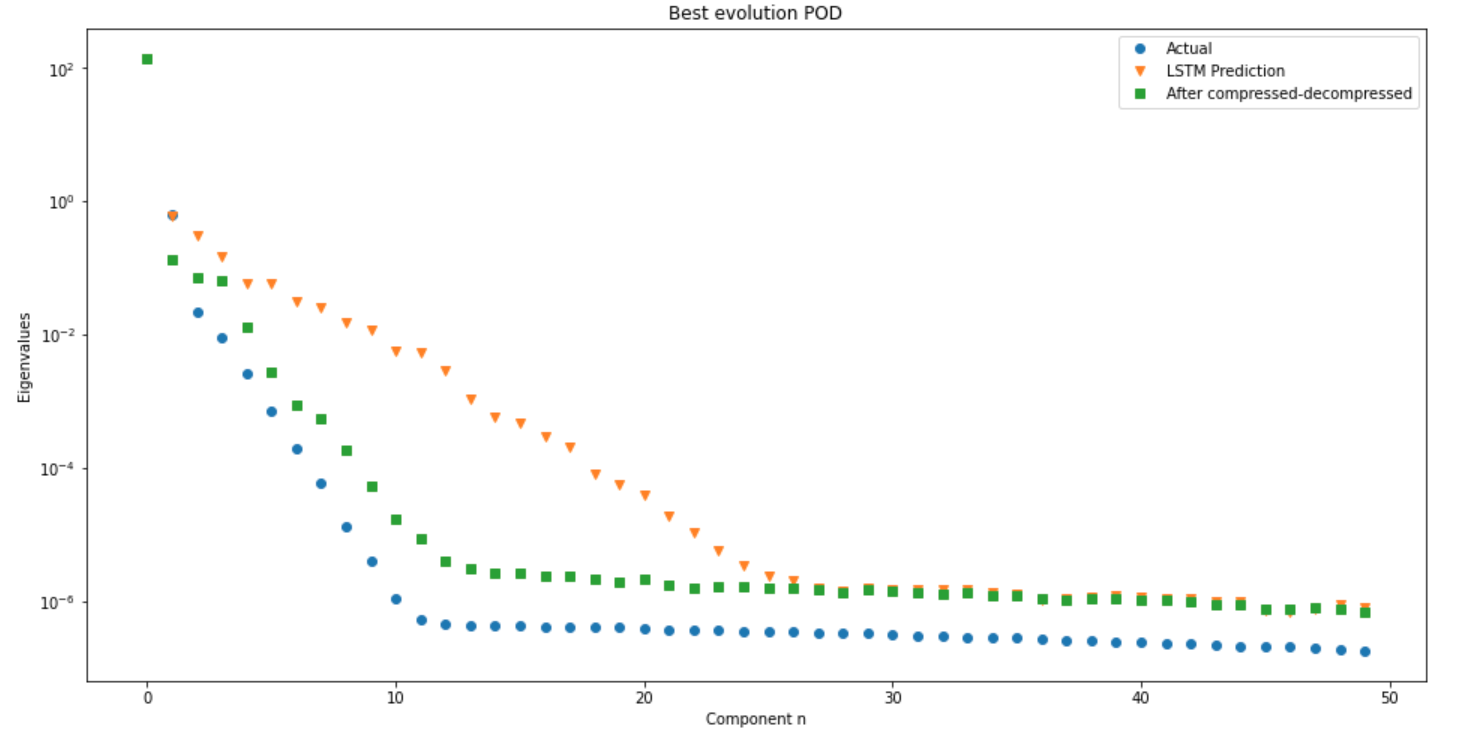 Best evolution POD
Actual
LSTM Prediction
After compressed-decompressed
10²
10⁰
10⁻²
10⁻⁴
10⁻⁶
Eigenvalues
0 10 20 30 40 50
Component n